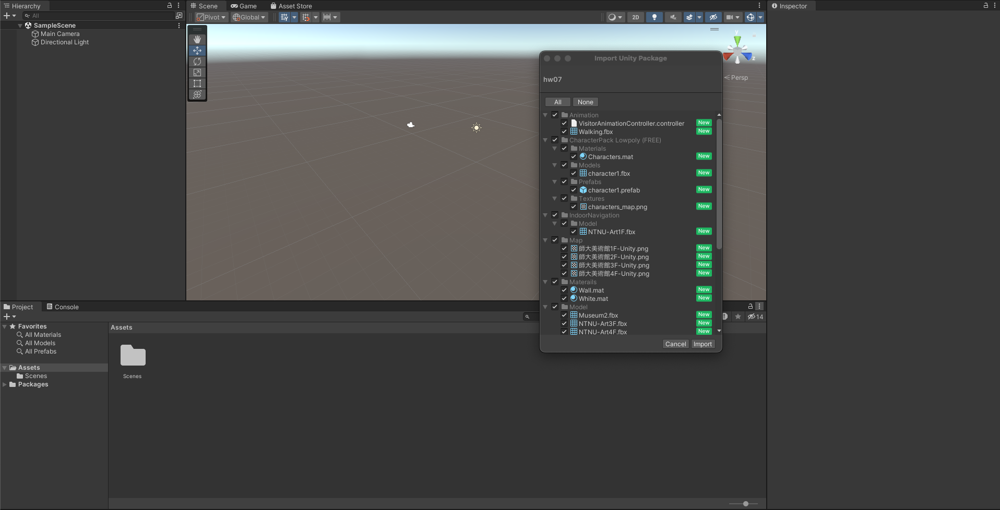 Hierarchy
All
SampleScene
Main Camera
Directional Light
Scene
Game
Asset Store
Pivot
Global
2D
y
z
Persp
Inspector
Import Unity Package
hw07
All
None
Animation
VisitorAnimationController.controller New
Walking.fbx New
CharacterPack Lowpoly (FREE)
Materials
Characters.mat New
Models
character1.fbx New
Prefabs
character1.prefab New
Textures
characters_map.png New
IndoorNavigation
Model
NTNU-Art1F.fbx New
Map
師大美術館1F-Unity.png New
師大美術館2F-Unity.png New
師大美術館3F-Unity.png New
師大美術館4F-Unity.png New
Materails
Wall.mat New
White.mat New
Model
Museum2.fbx New
NTNU-Art3F.fbx New
NTNU-Art4F.fbx New
Cancel
Import
Project
Console
14
Favorites
All Materials
All Models
All Prefabs
Assets
Scenes
Packages
Assets
Scenes